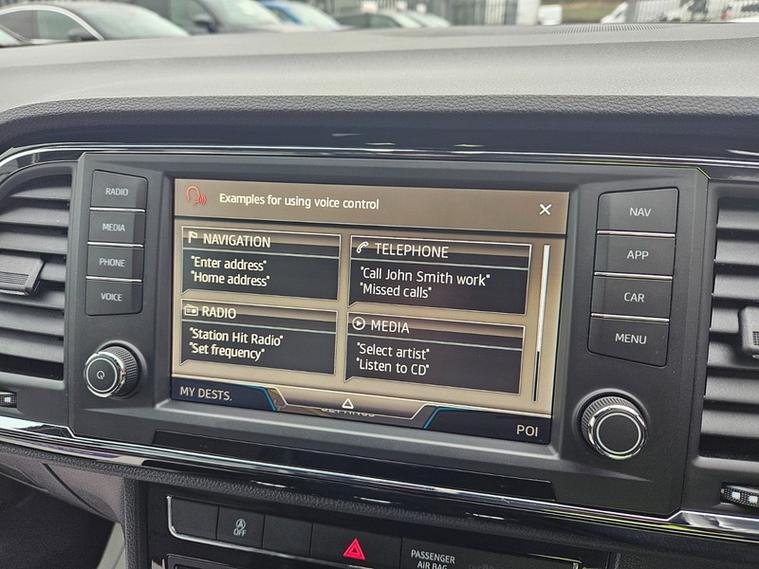 RADIO
MEDIA
PHONE
VOICE
Examples for using voice control
NAVIGATION
"Enter address"
"Home address"
TELEPHONE
"Call John Smith work"
"Missed calls"
RADIO
"Station Hit Radio"
"Set frequency"
MEDIA
"Select artist"
"Listen to CD"
MY DESTS.
SETTINGS
POI
NAV
APP
CAR
MENU
OFF
PASSENGER
AIR BAG